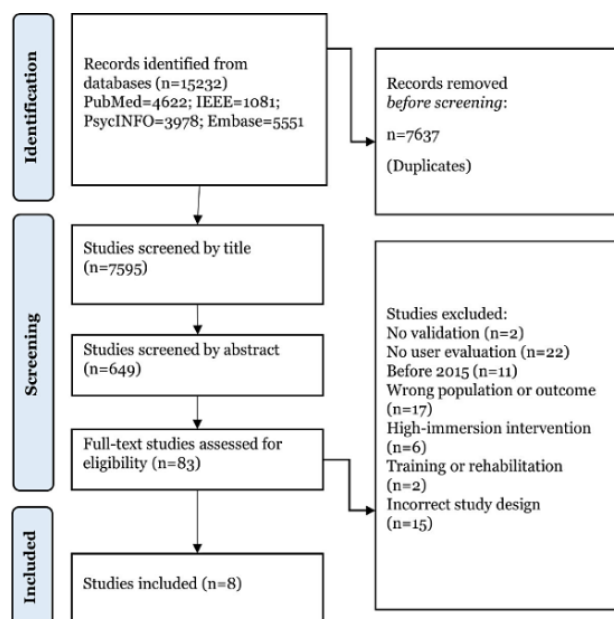 Identification
Records identified from
databases (n=15232)
PubMed=4622; IEEE=1081;
PsycINFO=3978; Embase=5551
Records removed
before screening:
n=7637
(Duplicates)
Screening
Studies screened by title
(n=7595)
Studies screened by abstract
(n=649)
Full-text studies assessed for
eligibility (n=83)
Studies excluded:
No validation (n=2)
No user evaluation (n=22)
Before 2015 (n=11)
Wrong population or outcome
(n=17)
High-immersion intervention
(n=6)
Training or rehabilitation
(n=2)
Incorrect study design
(n=15)
Included
Studies included (n=8)